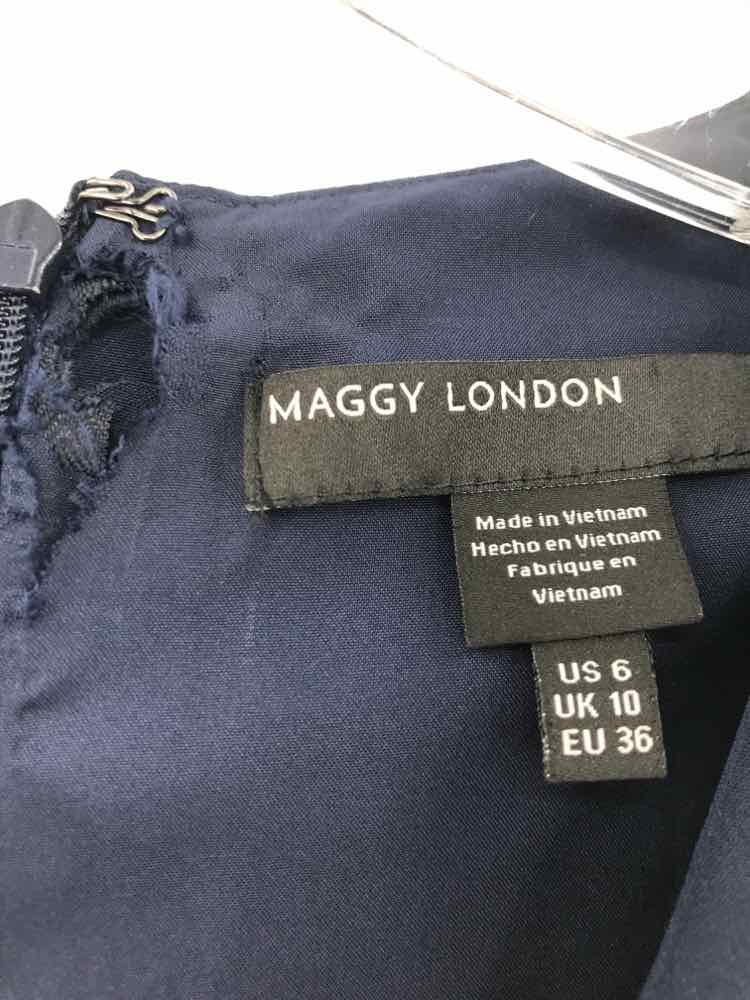 MAGGY LONDON
Made in Vietnam
Hecho en Vietnam
Fabrique en
Vietnam
US 6
UK 10
EU 36